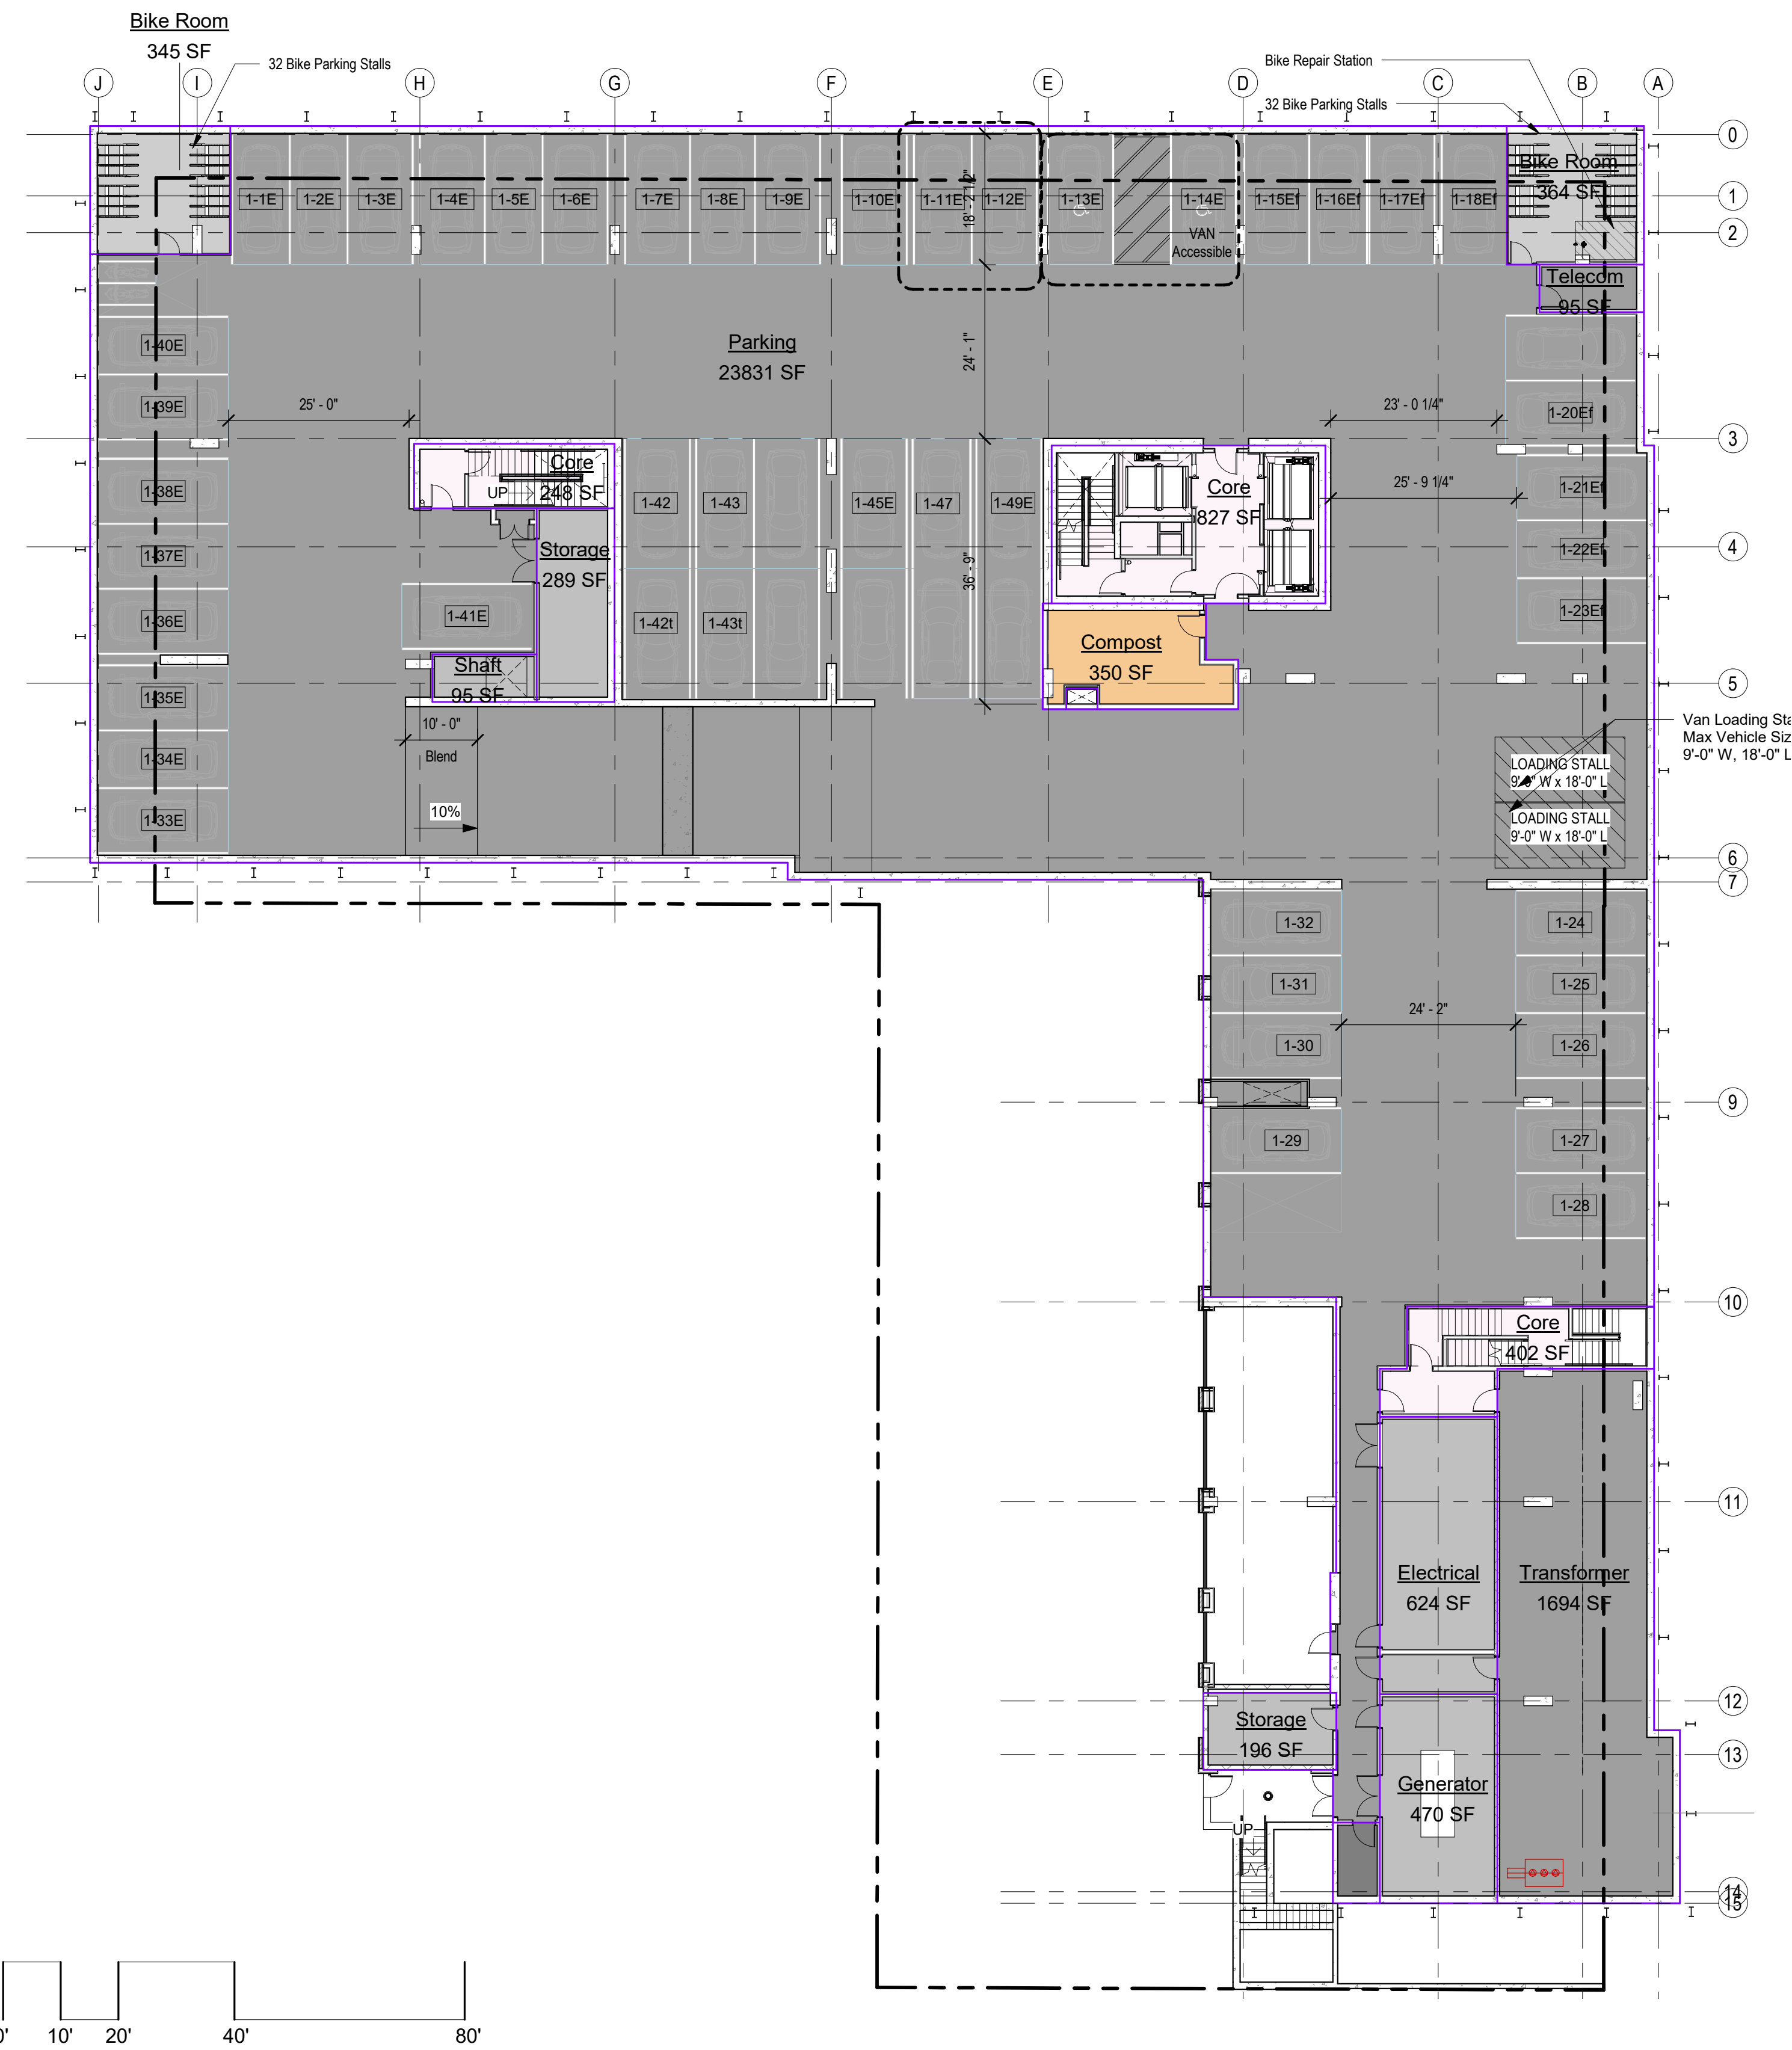 Bike Room
345 SF
32 Bike Parking Stalls
Bike Repair Station
32 Bike Parking Stalls
J
I
H
G
F
E
D
C
B
A
0
1
2
3
4
5
6
7
9
10
11
12
13
14
15
Bike Room
364 SF
1-1E
1-2E
1-3E
1-4E
1-5E
1-6E
1-7E
1-8E
1-9E
1-10E
1-11E
1-12E
1-13E
1-14E
1-15Ef
1-16Ef
1-17Ef
1-18Ef
18' - 2 1/2"
VAN
Accessible
Telecom
95 SF
Parking
23831 SF
24' - 1"
1-40E
1-39E
25' - 0"
23' - 0 1/4"
1-20Ef
1-38E
1-37E
1-36E
1-35E
1-34E
1-33E
Core
248 SF
UP
Storage
289 SF
1-41E
Shaft
95 SF
1-42
1-43
1-45E
1-47
1-49E
1-42t
1-43t
36' - 9"
Core
827 SF
25' - 9 1/4"
1-21Ef
1-22Ef
1-23Ef
Compost
350 SF
10' - 0"
Blend
10%
Van Loading Sta
Max Vehicle Siz
9'-0" W, 18'-0" L
LOADING STALL
9'-0" W x 18'-0" L
LOADING STALL
9'-0" W x 18'-0" L
1-32
1-24
1-31
1-25
24' - 2"
1-30
1-26
1-29
1-27
1-28
Core
402 SF
Electrical
624 SF
Transformer
1694 SF
Storage
196 SF
Generator
470 SF
UP
0'
10'
20'
40'
80'